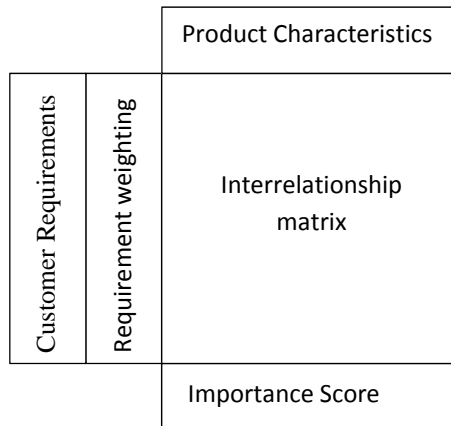 Product Characteristics
Customer Requirements
Requirement weighting
Interrelationship
matrix
Importance Score